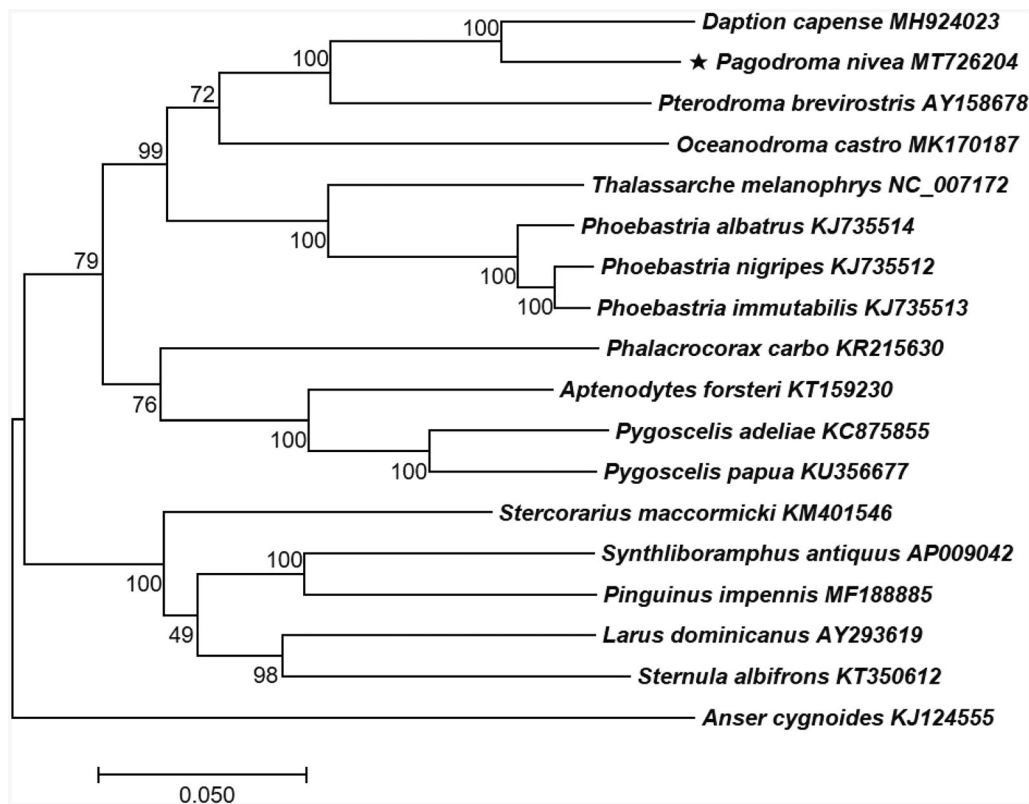 100
Daption capense MH924023
100
★ Pagodroma nivea MT726204
72
Pterodroma brevirostris AY158678
99
Oceanodroma castro MK170187
Thalassarche melanophrys NC_007172
100
Phoebastria albatrus KJ735514
79
100
Phoebastria nigripes KJ735512
100
Phoebastria immutabilis KJ735513
Phalacrocorax carbo KR215630
76
Aptenodytes forsteri KT159230
100
Pygoscelis adeliae KC875855
100
Pygoscelis papua KU356677
Stercorarius maccormicki KM401546
100
100
Synthliboramphus antiquus AP009042
Pinguinus impennis MF188885
49
Larus dominicanus AY293619
98
Sternula albifrons KT350612
Anser cygnoides KJ124555
0.050